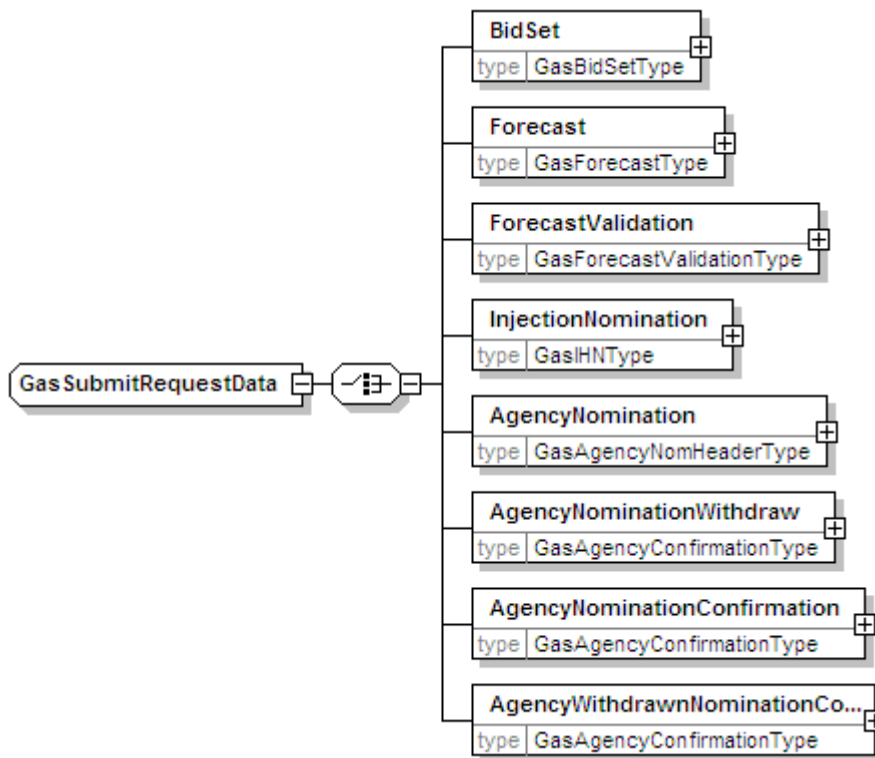 BidSet
type GasBidSetType
Forecast
type GasForecastType
ForecastValidation
type GasForecastValidationType
InjectionNomination
type GasIHNType
GasSubmitRequestData
AgencyNomination
type GasAgencyNomHeaderType
AgencyNominationWithdraw
type GasAgencyConfirmationType
AgencyNominationConfirmation
type GasAgencyConfirmationType
AgencyWithdrawnNominationCo...
type GasAgencyConfirmationType